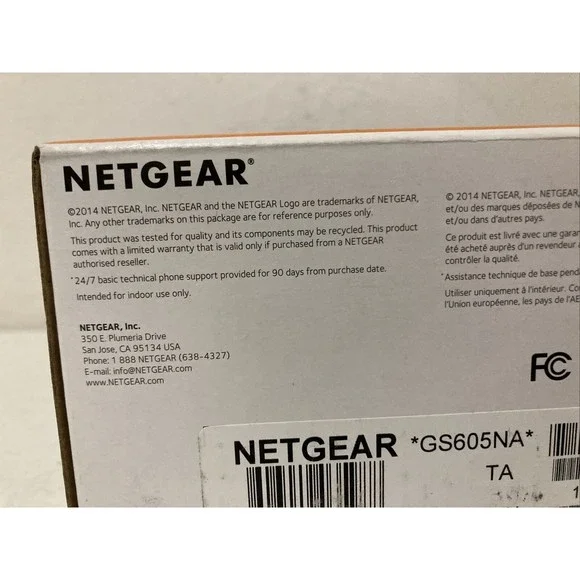 NETGEAR®
©2014 NETGEAR, Inc. NETGEAR and the NETGEAR Logo are trademarks of NETGEAR,
Inc. Any other trademarks on this package are for reference purposes only.
This product was tested for quality and its components may be recycled. This product
comes with a limited warranty that is valid only if purchased from a NETGEAR
authorised reseller.
*24/7 basic technical phone support provided for 90 days from purchase date.
Intended for indoor use only.
NETGEAR, Inc.
350 E. Plumeria Drive
San Jose, CA 95134 USA
Phone: 1 888 NETGEAR (638-4327)
E-mail: info@NETGEAR.com
www.NETGEAR.com
© 2014 NETGEAR, Inc. NETGEAR,
et/ou des marques déposées de N
et/ou dans d'autres pays.
Ce produit est livré avec une garan
été acheté auprès d'un revendeur
contrôler la qualité.
*Assistance technique de base pend
Utiliser uniquement à l'intérieur. Co
l'Union européenne, les pays de l'AE
FC
NETGEAR *GS605NA*
TA
1